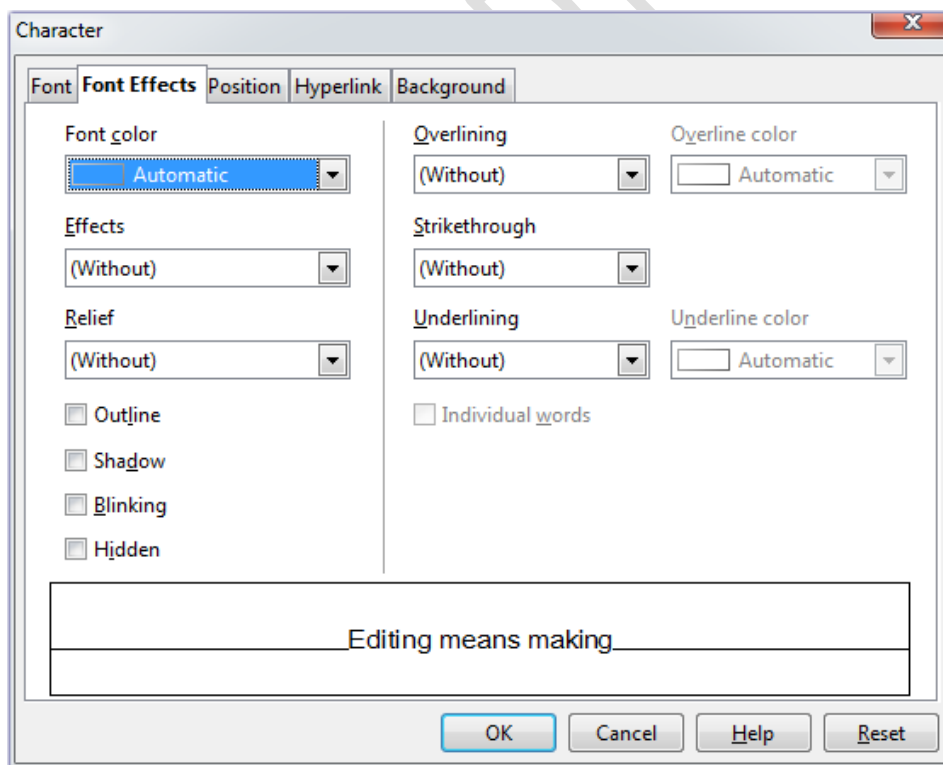 Character
Font Font Effects Position Hyperlink Background
Font color
Automatic
Effects
(Without)
Relief
(Without)
Outline
Shadow
Blinking
Hidden
Overlining Overline color
(Without) Automatic
Strikethrough
(Without)
Underlining Underline color
(Without) Automatic
Individual words
Editing means making
OK Cancel Help Reset